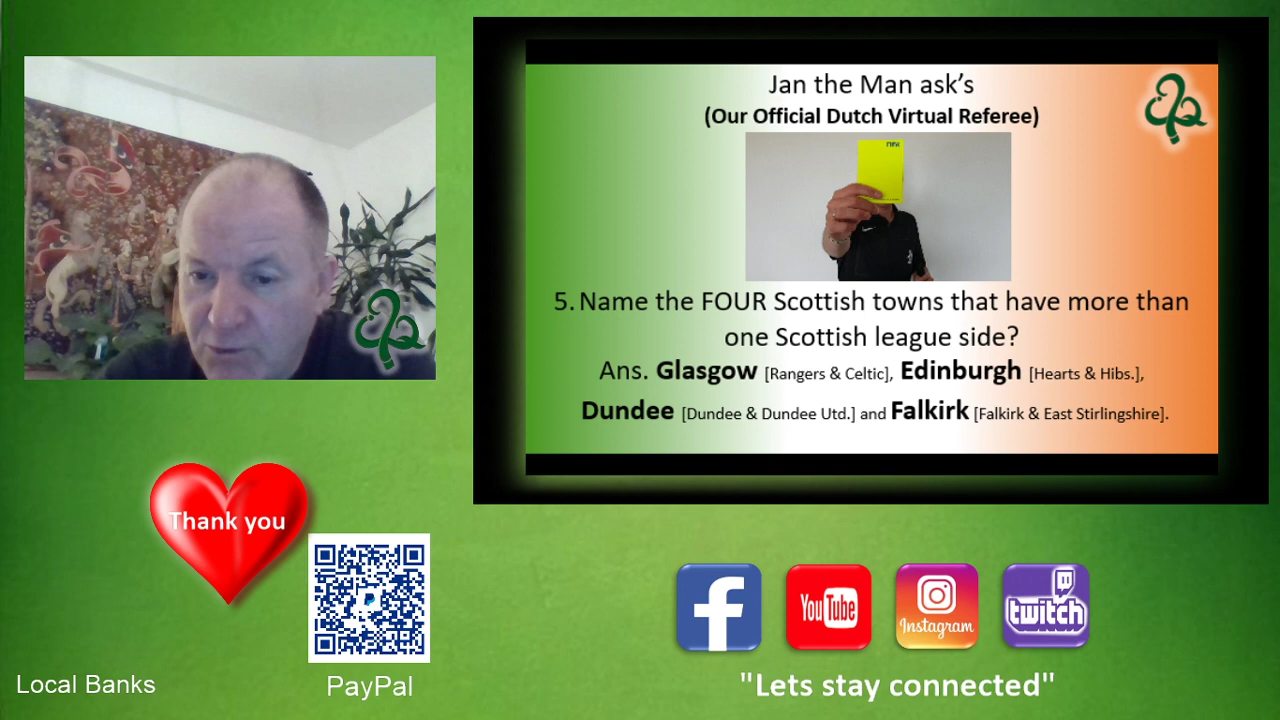 Jan the Man ask's
(Our Official Dutch Virtual Referee)
5. Name the FOUR Scottish towns that have more than
one Scottish league side?
Ans. Glasgow [Rangers & Celtic], Edinburgh [Hearts & Hibs.],
Dundee [Dundee & Dundee Utd.] and Falkirk [Falkirk & East Stirlingshire].
Thank you
Local Banks
PayPal
f
YouTube
Instagram
twitch
"Lets stay connected"